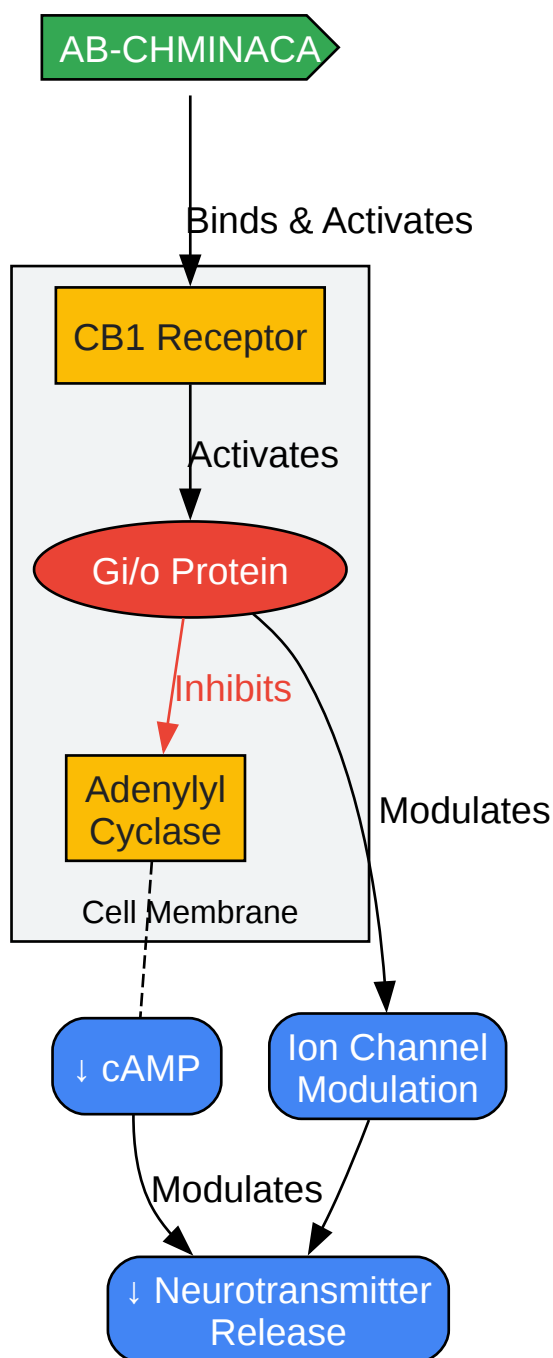 AB-CHMINACA
Binds & Activates
CB1 Receptor
Activates
Gi/o Protein
Inhibits
Adenylyl
Cyclase
Modulates
Cell Membrane
↓ cAMP
Ion Channel
Modulation
Modulates
↓ Neurotransmitter
Release